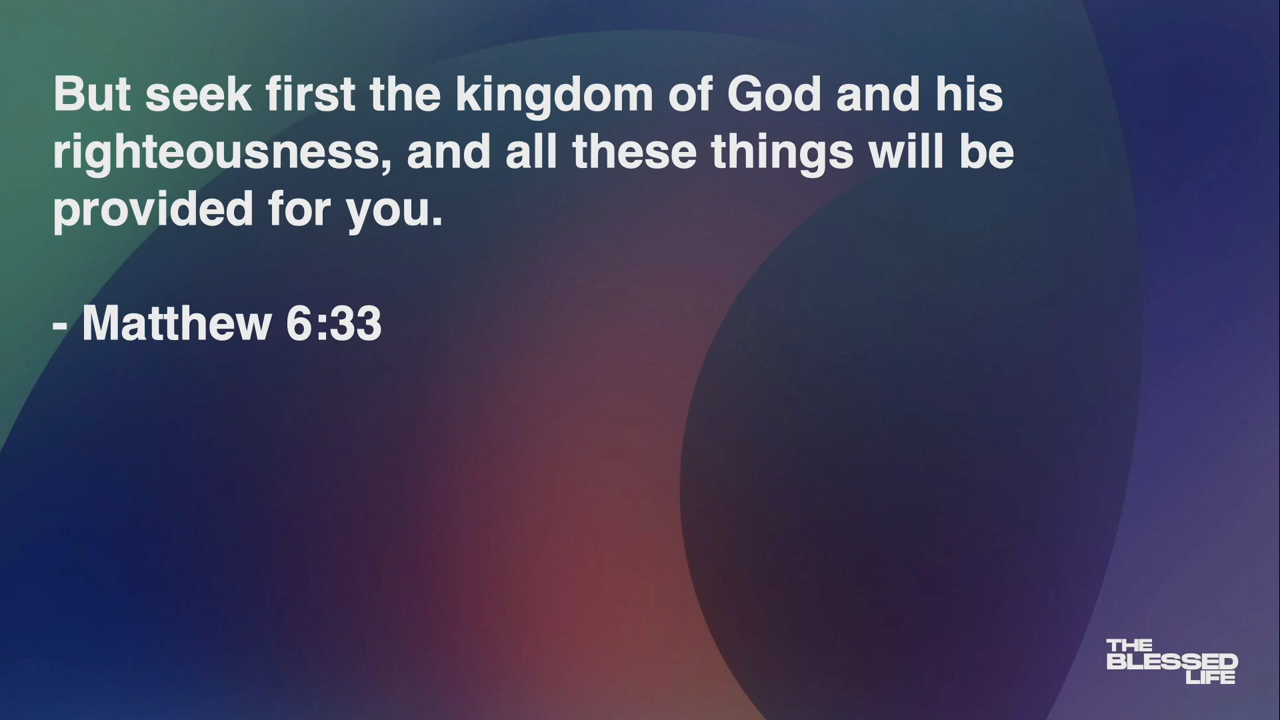 But seek first the kingdom of God and his
righteousness, and all these things will be
provided for you.
- Matthew 6:33
THE
BLESSED
LIFE